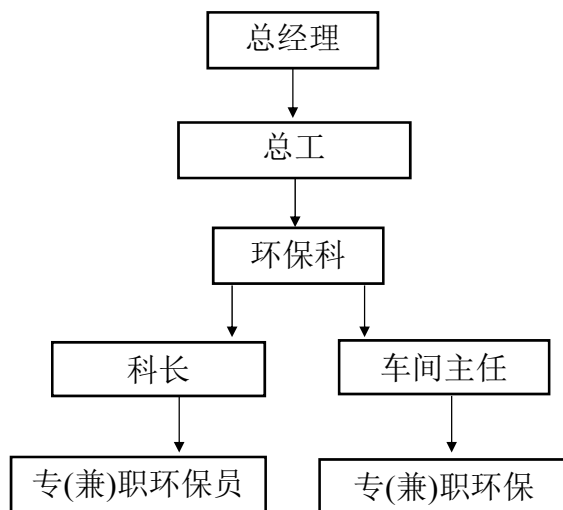 总经理
总工
环保科
科长
车间主任
专(兼)职环保员
专(兼)职环保